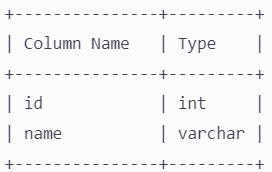 +---------------+---------+
| Column Name   | Type    |
+---------------+---------+
| id            | int     |
| name          | varchar |
+---------------+---------+